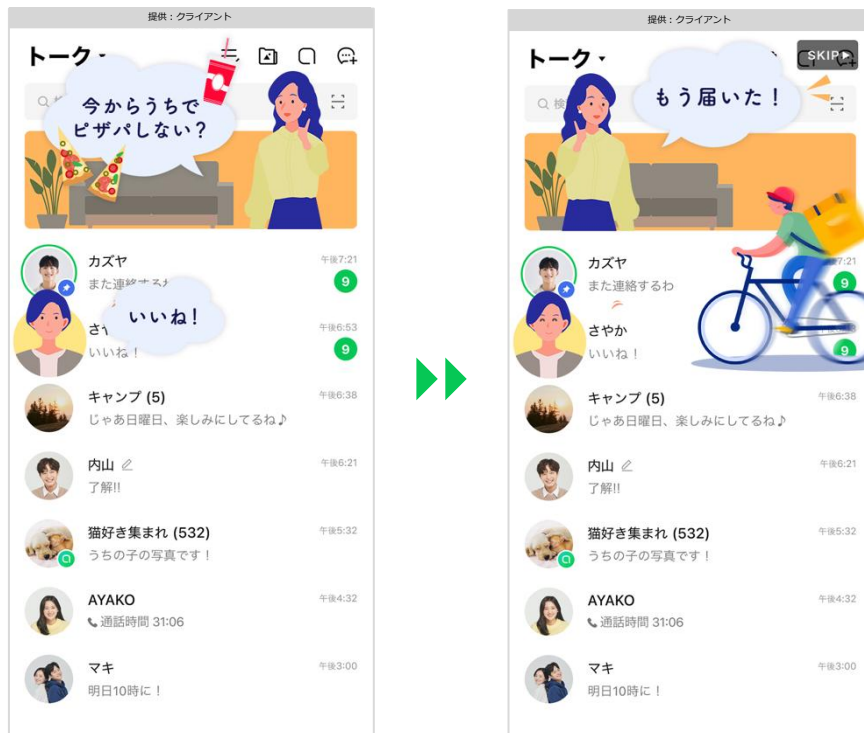 提供：クライアント
トーク
今からうちで
ピザパしない？
カズヤ
午後7:21
また連絡するわ
9
いいね！
午後6:53
いいね！
9
キャンプ (5)
午後6:38
じゃあ日曜日、楽しみにしてるね♪
内山
午後6:21
了解!!
猫好き集まれ (532)
午後5:32
うちの子の写真です！
AYAKO
午後4:32
通話時間 31:06
マキ
午後3:00
明日10時に！
提供：クライアント
トーク
SKIP
検
もう届いた！
カズヤ
7:21
また連絡するわ
9
さやか
いいね！
9
キャンプ (5)
午後6:38
じゃあ日曜日、楽しみにしてるね♪
内山
午後6:21
了解!!
猫好き集まれ (532)
午後5:32
うちの子の写真です！
AYAKO
午後4:32
通話時間 31:06
マキ
午後3:00
明日10時に！